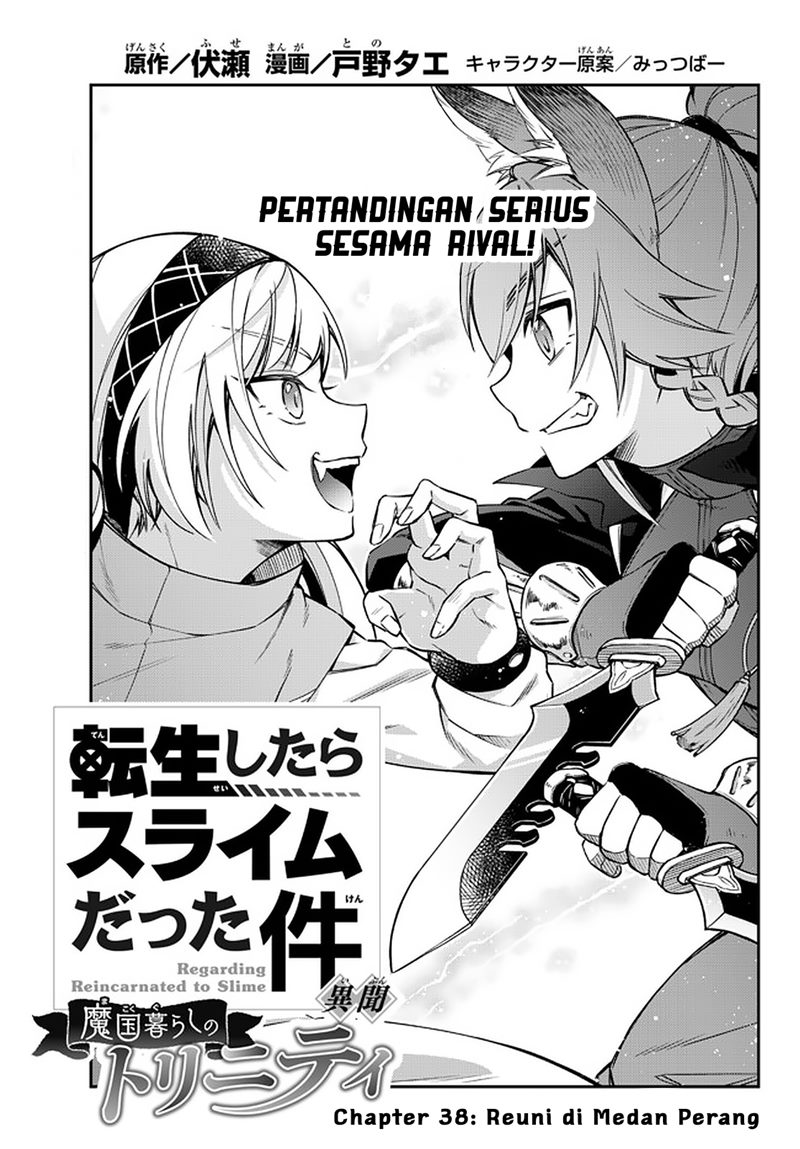 原作／伏瀬 漫画／戸野タエ キャラクター原案／みっつばー
PERTANDINGAN SERIUS
SESAMA RIVAL!
転生したら
スライム
だった件
Regarding
Reincarnated to Slime
異聞
魔国暮らしの
トリニティ
Chapter 38: Reuni di Medan Perang